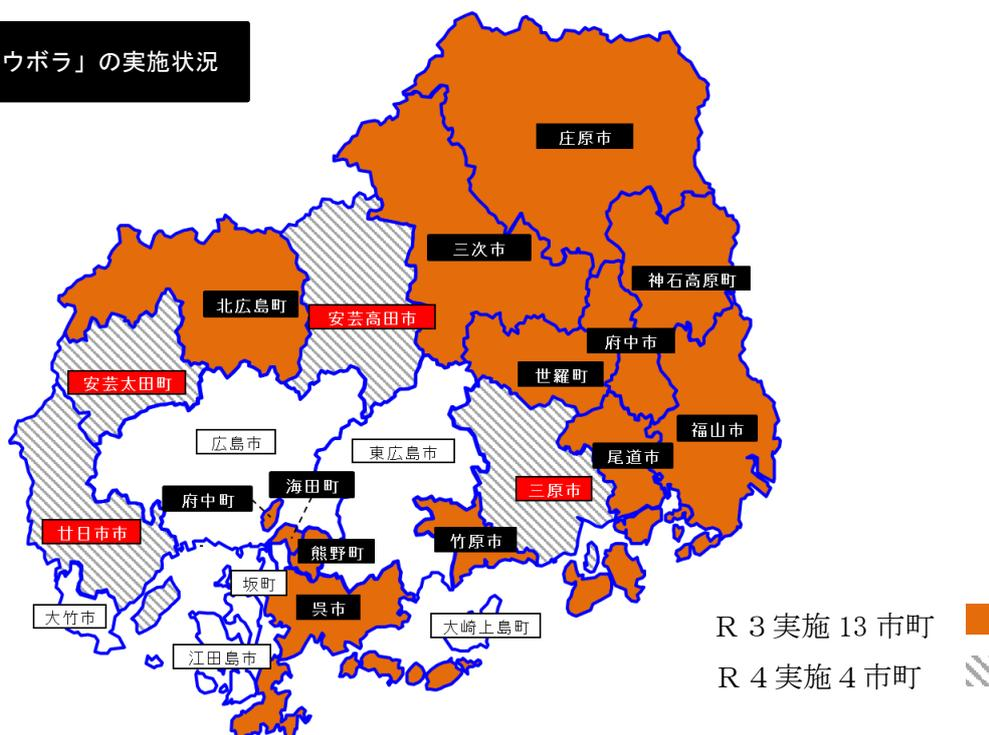 ウボラ」の実施状況
庄原市
三次市
神石高原町
北広島町
安芸高田市
府中市
世羅町
安芸太田町
福山市
広島市
東広島市
尾道市
海田町
三原市
府中町
廿日市市
竹原市
熊野町
坂町
呉市
大竹市
大崎上島町
江田島市
Ｒ３実施 13 市町
Ｒ４実施４市町